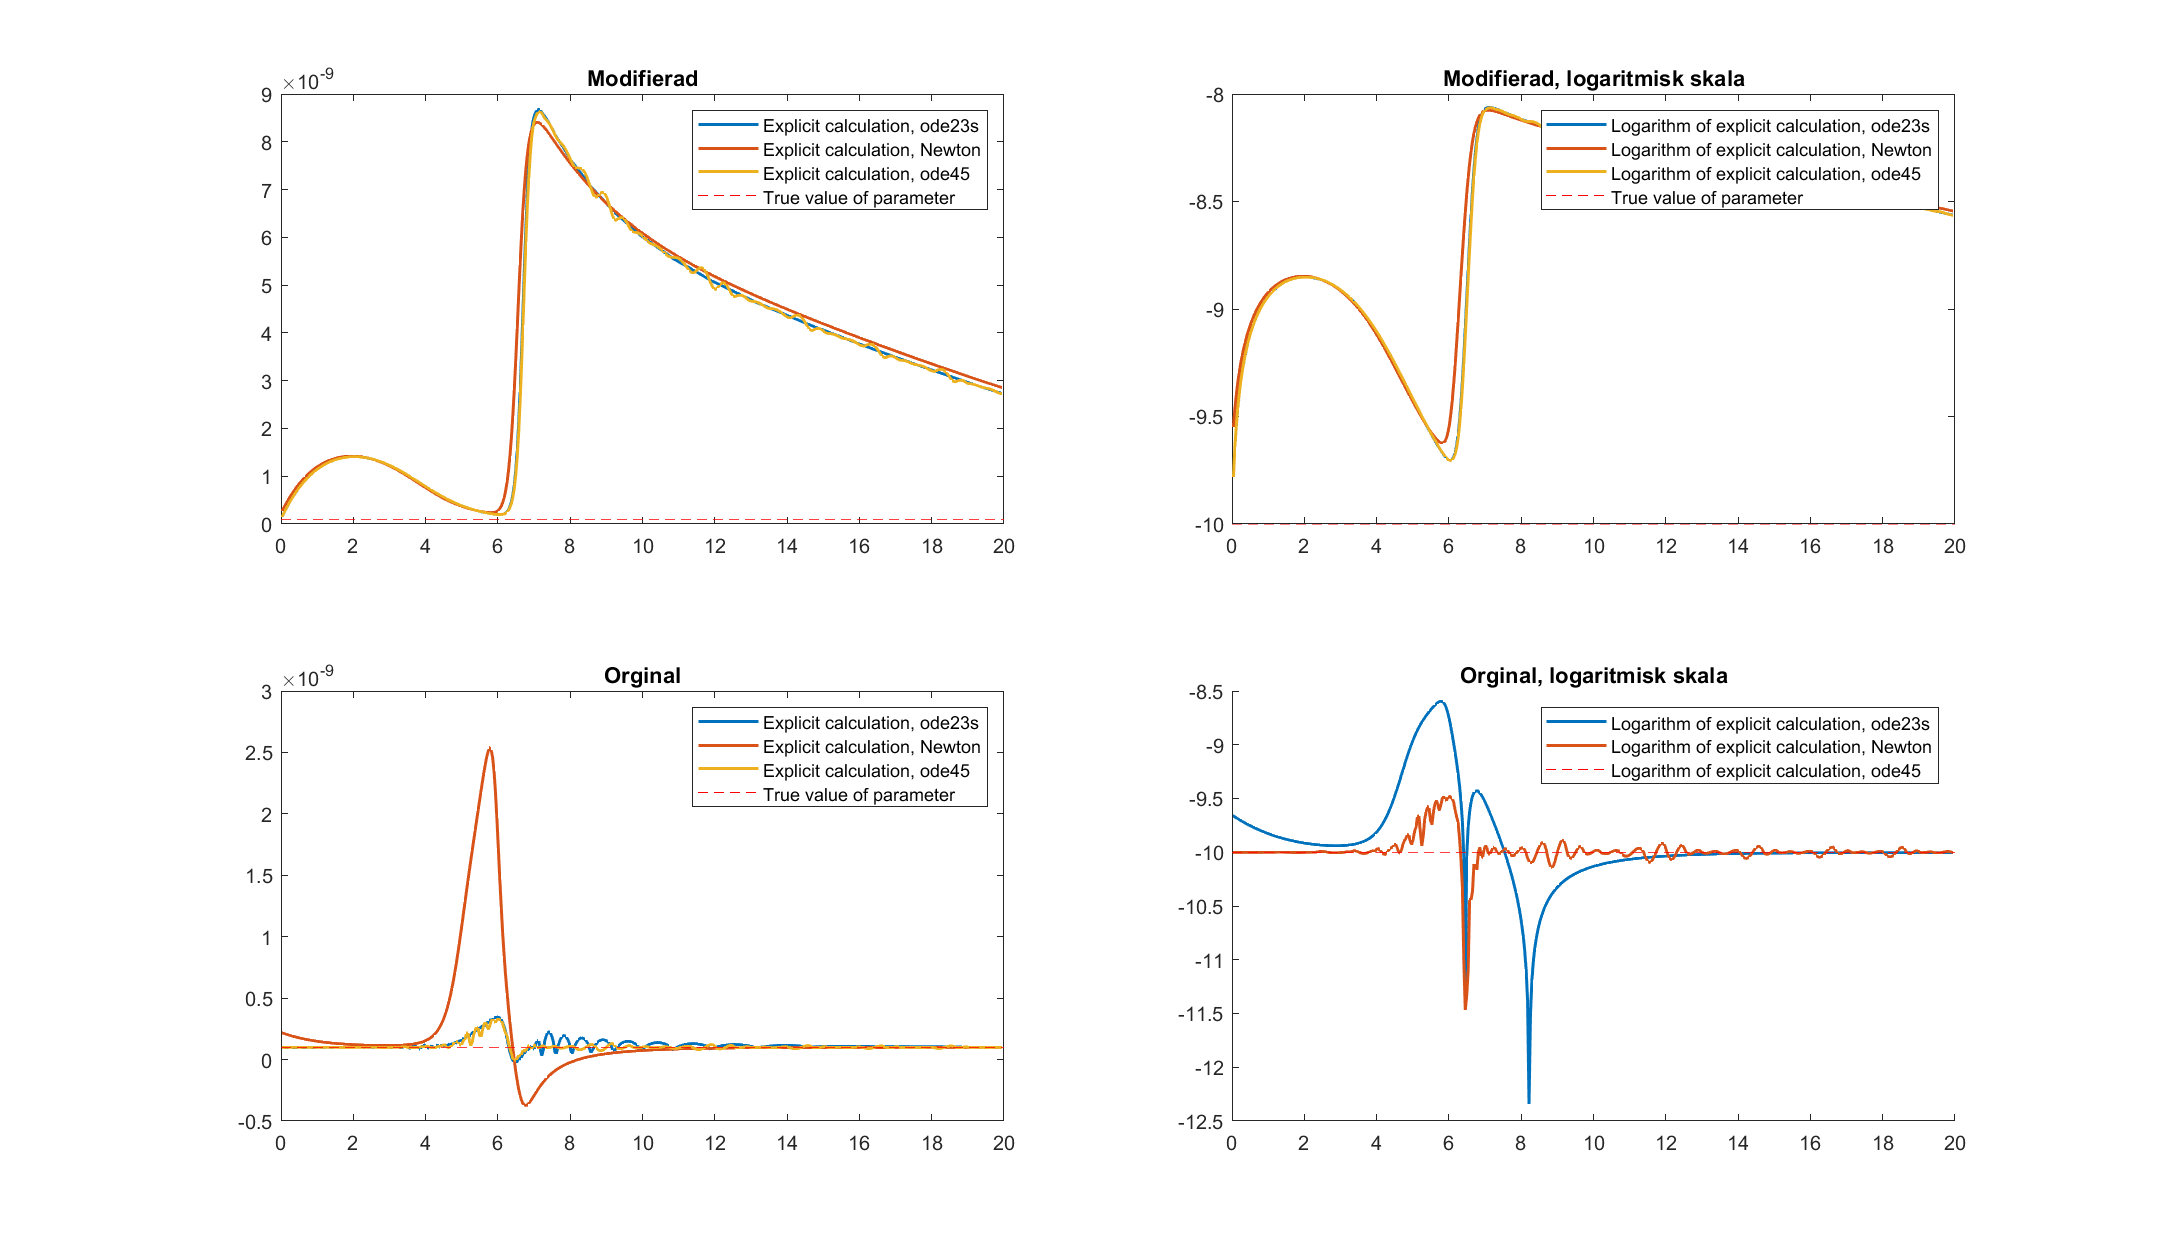 Modifierad
×10-9
9
8
7
6
5
4
3
2
1
0
0 2 4 6 8 10 12 14 16 18 20
Explicit calculation, ode23s
Explicit calculation, Newton
Explicit calculation, ode45
True value of parameter
Modifierad, logaritmisk skala
-8
-8.5
-9
-9.5
-10
0 2 4 6 8 10 12 14 16 18 20
Logarithm of explicit calculation, ode23s
Logarithm of explicit calculation, Newton
Logarithm of explicit calculation, ode45
True value of parameter
Orginal
×10-9
3
2.5
2
1.5
1
0.5
0
-0.5
0 2 4 6 8 10 12 14 16 18 20
Explicit calculation, ode23s
Explicit calculation, Newton
Explicit calculation, ode45
True value of parameter
Orginal, logaritmisk skala
-8.5
-9
-9.5
-10
-10.5
-11
-11.5
-12
-12.5
0 2 4 6 8 10 12 14 16 18 20
Logarithm of explicit calculation, ode23s
Logarithm of explicit calculation, Newton
Logarithm of explicit calculation, ode45